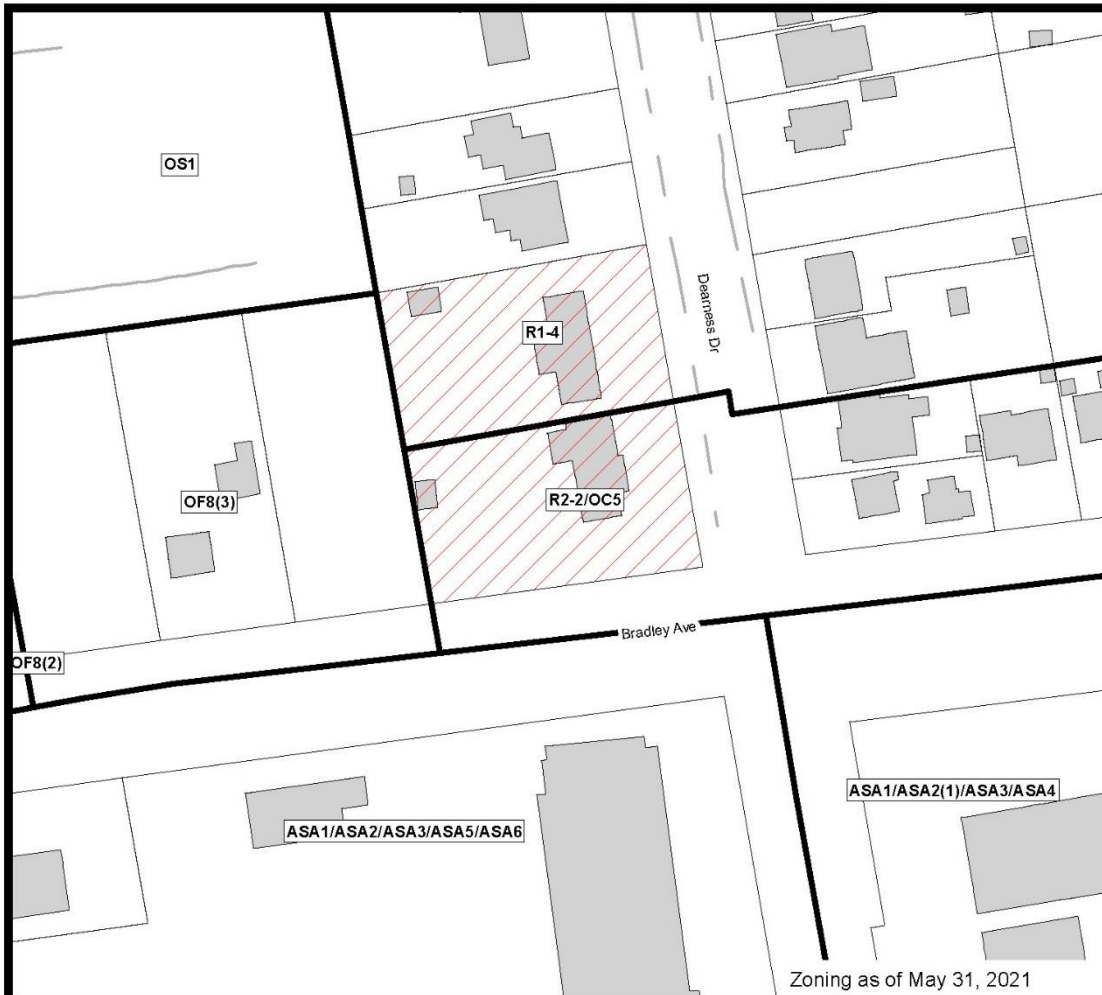 OS1
Dearness Dr
R1-4
R2-2/OC5
OF8(3)
Bradley Ave
OF8(2)
ASA1/ASA2(1)/ASA3/ASA4
ASA1/ASA2/ASA3/ASA5/ASA6
Zoning as of May 31, 2021